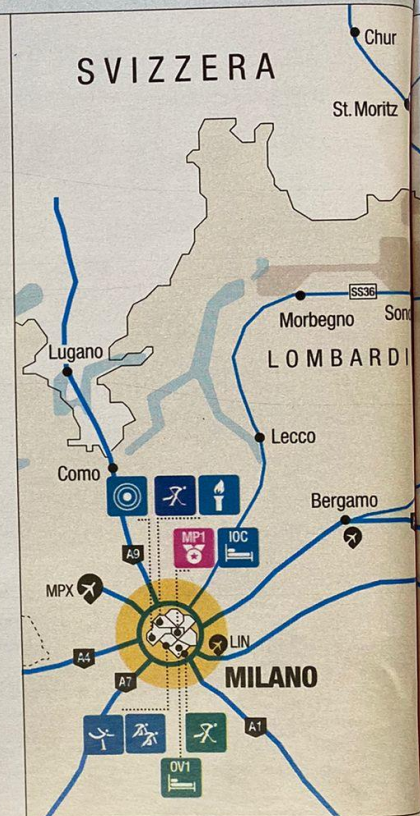 Chur
SVIZZERA
St. Moritz
SS36
Morbegno
Lugano
LOMBARDI
Lecco
Como
Bergamo
MP1
IOC
A9
MPX
LIN
A4
MILANO
A7
A1
OV1